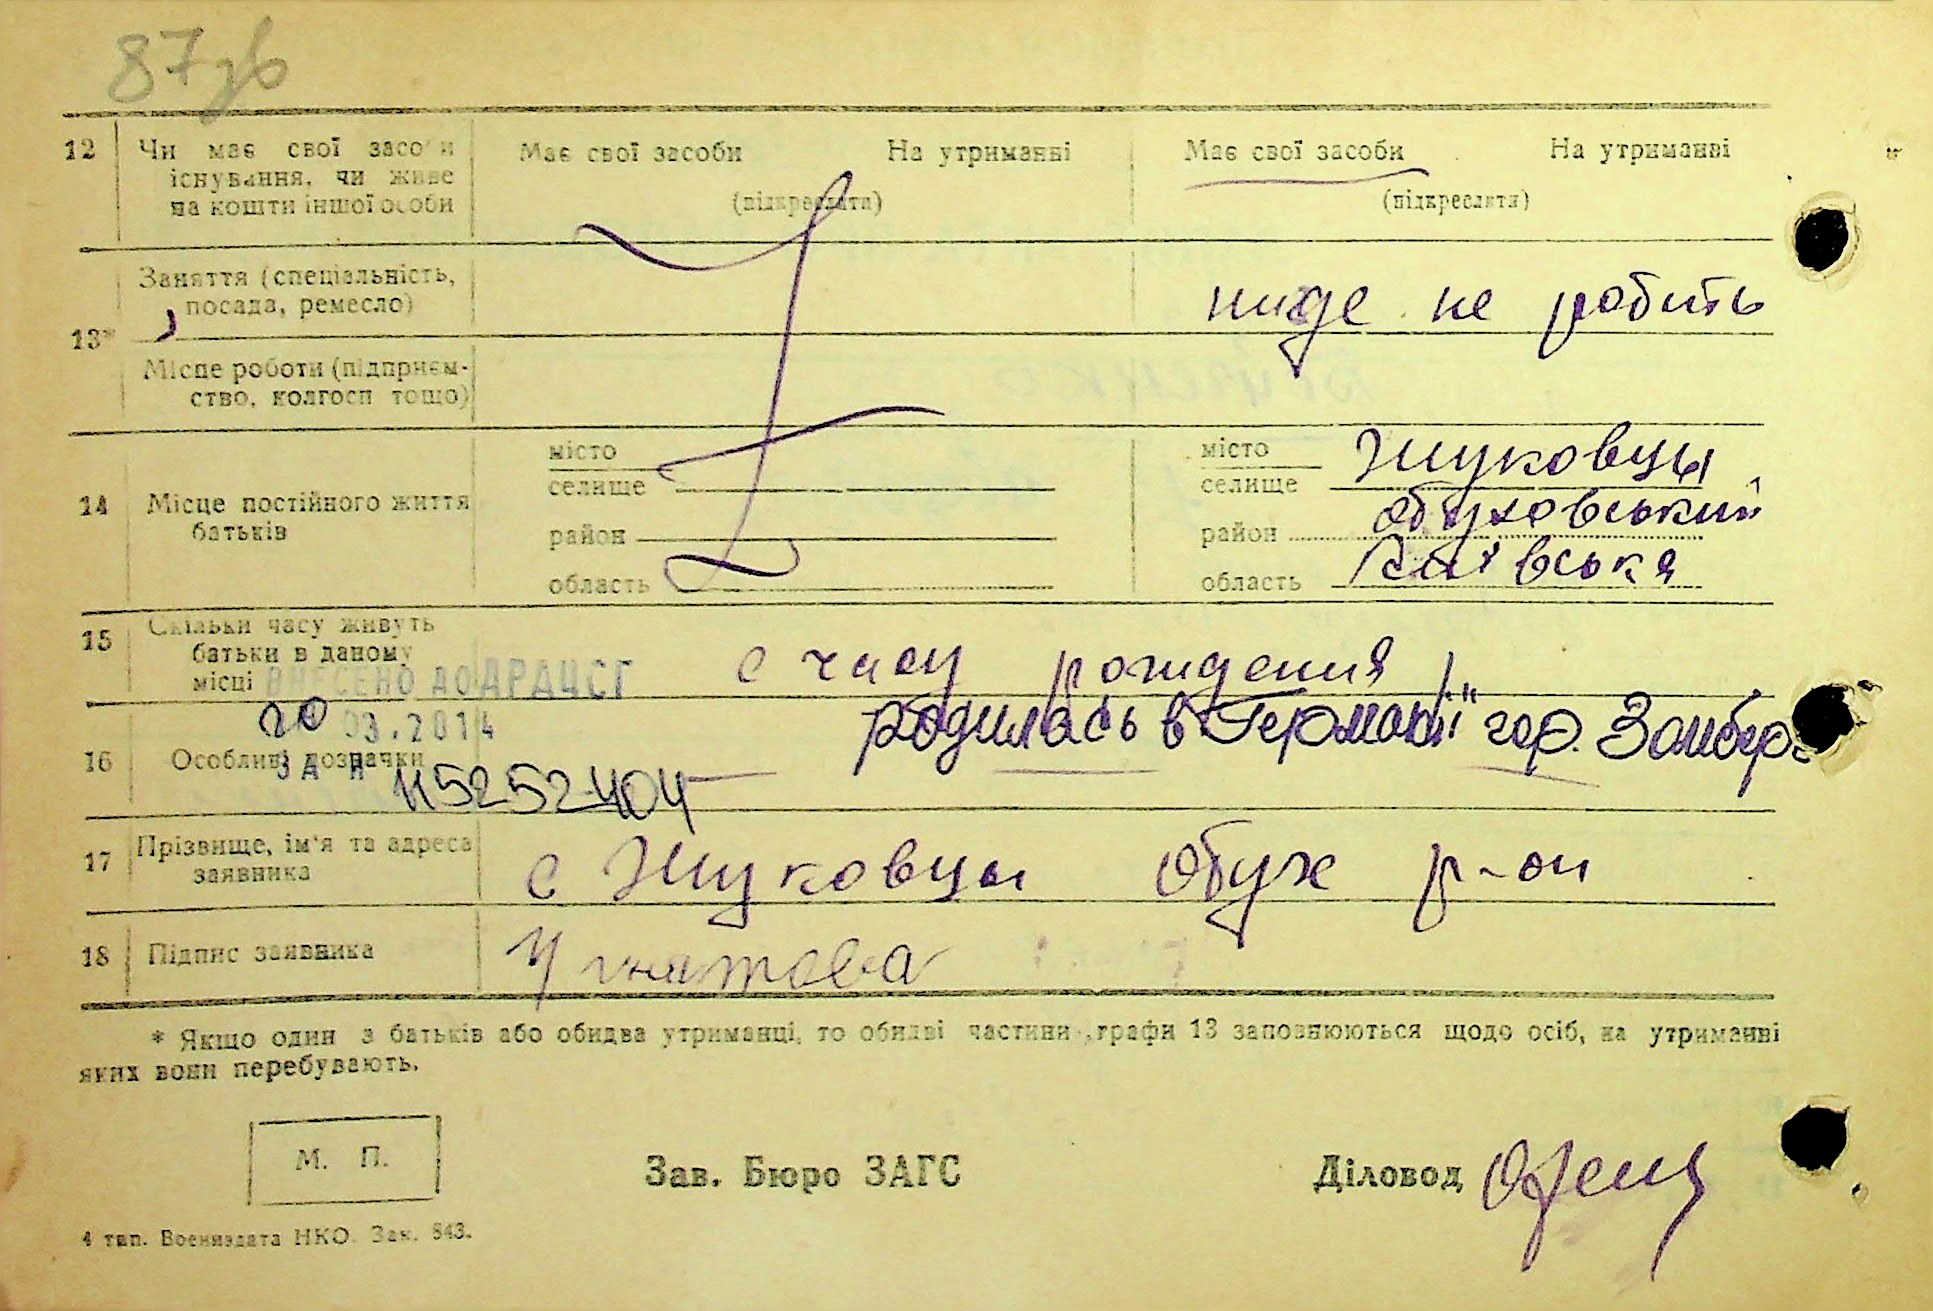 87зв
12 Чи має свої засоби Має свої засоби На утриманні Має свої засоби На утриманні
існування, чи живе
на кошти іншої особи (підкреслити) (підкреслити)
Заняття (спеціальність,
посада, ремесло) нигде не робить
13*
Місце роботи (підприєм-
ство, колгосп тощо)
місто місто Жуковцы
селище селище
14 Місце постійного життя
батьків район район обуховський
область область Київська
15 Скільки часу живуть
батьки в даному
місці с часу рождения
ВНЕСЕНО ДО ДРАЦСГ
20 03.2014 родилась в Германії гор.
16 Особливі позначки
ЗА № 115252404
17 Прізвище, ім'я та адреса
заявника с Жуковцы Обух р-он
18 Підпис заявника Игнатова
* Якщо один з батьків або обидва утриманці, то обидві частини графи 13 заповнюються щодо осіб, на утриманні
яких вони перебувають.
М. П.
Зав. Бюро ЗАГС Діловод
4 тип. Воениздата НКО. Зак. 843.